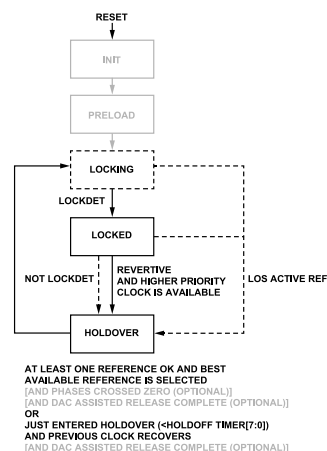 RESET
INIT
PRELOAD
LOCKING
LOCKDET
LOCKED
NOT LOCKDET
REVERTIVE
AND HIGHER PRIORITY
CLOCK IS AVAILABLE
LOS ACTIVE REF
HOLDOVER
AT LEAST ONE REFERENCE OK AND BEST
AVAILABLE REFERENCE IS SELECTED
[AND PHASES CROSSED ZERO (OPTIONAL)]
[AND DAC ASSISTED RELEASE COMPLETE (OPTIONAL)]
OR
JUST ENTERED HOLDOVER (<HOLDOFF TIMER[7:0])
AND PREVIOUS CLOCK RECOVERS
[AND DAC ASSISTED RELEASE COMPLETE (OPTIONAL)]